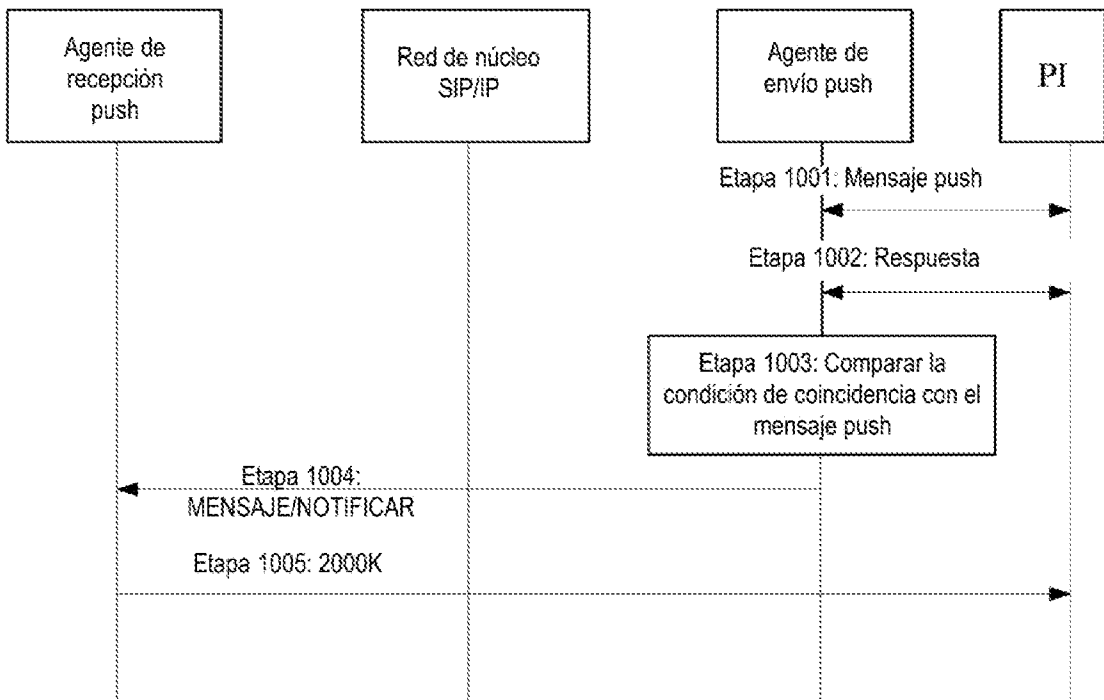 Agente de
recepción
push
Red de núcleo
SIP/IP
Agente de
envío push
PI
Etapa 1001: Mensaje push
Etapa 1002: Respuesta
Etapa 1003: Comparar la
condición de coincidencia con el
mensaje push
Etapa 1004:
MENSAJE/NOTIFICAR
Etapa 1005: 2000K